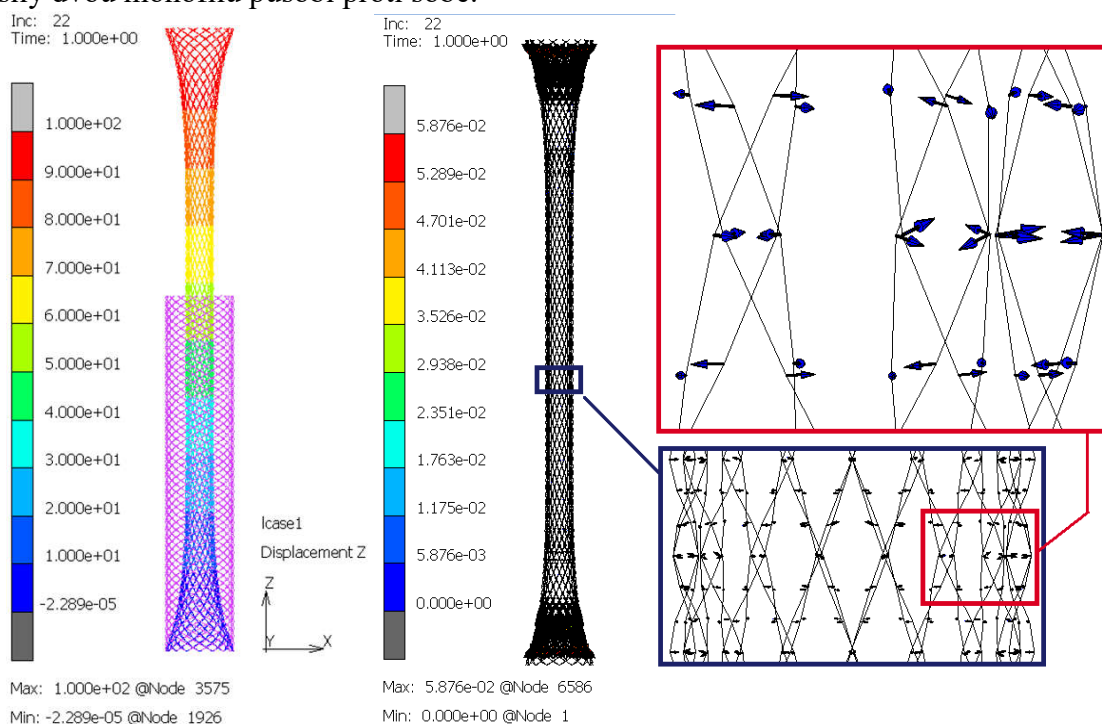 dvou monofilů působí proti sobě.
Inc: 22
Time: 1.000e+00
1.000e+02
9.000e+01
8.000e+01
7.000e+01
6.000e+01
5.000e+01
4.000e+01
3.000e+01
2.000e+01
1.000e+01
-2.289e-05
lcase1
Displacement Z
Z
Y
X
Max: 1.000e+02 @Node 3575
Min: -2.289e-05 @Node 1926
Inc: 22
Time: 1.000e+00
5.876e-02
5.289e-02
4.701e-02
4.113e-02
3.526e-02
2.938e-02
2.351e-02
1.763e-02
1.175e-02
5.876e-03
0.000e+00
Max: 5.876e-02 @Node 6586
Min: 0.000e+00 @Node 1